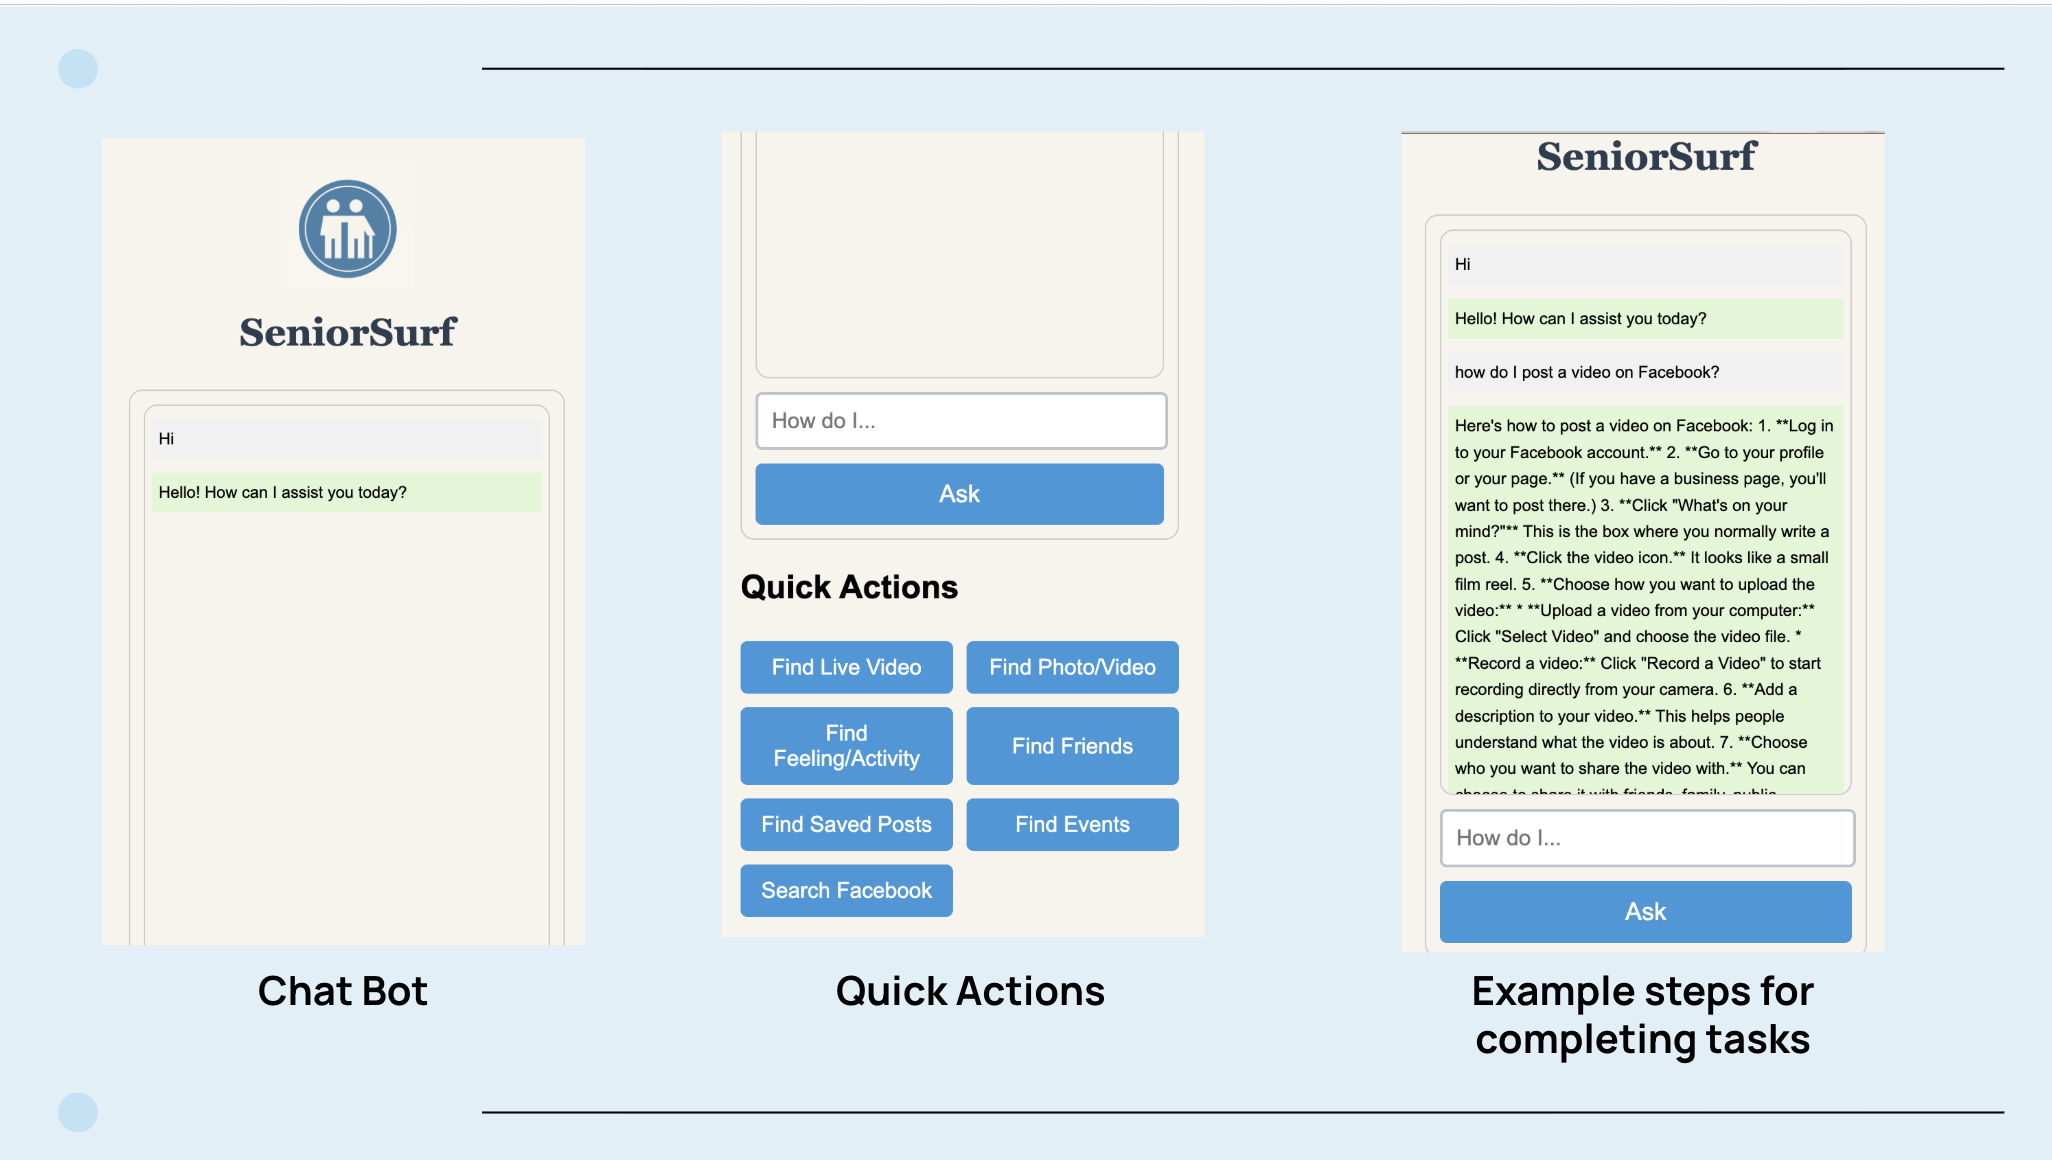 SeniorSurf
Hi
Hello! How can I assist you today?
Chat Bot
How do I...
Ask
Quick Actions
Find Live Video
Find Photo/Video
Find
Feeling/Activity
Find Friends
Find Saved Posts
Find Events
Search Facebook
Quick Actions
SeniorSurf
Hi
Hello! How can I assist you today?
how do I post a video on Facebook?
Here's how to post a video on Facebook: 1. **Log in
to your Facebook account.** 2. **Go to your profile
or your page.** (If you have a business page, you'll
want to post there.) 3. **Click "What's on your
mind?"** This is the box where you normally write a
post. 4. **Click the video icon.** It looks like a small
film reel. 5. **Choose how you want to upload the
video:** * **Upload a video from your computer:**
Click "Select Video" and choose the video file. *
**Record a video:** Click "Record a Video" to start
recording directly from your camera. 6. **Add a
description to your video.** This helps people
understand what the video is about. 7. **Choose
who you want to share the video with.** You can
choose to share it with friends, family, public
How do I...
Ask
Example steps for
completing tasks